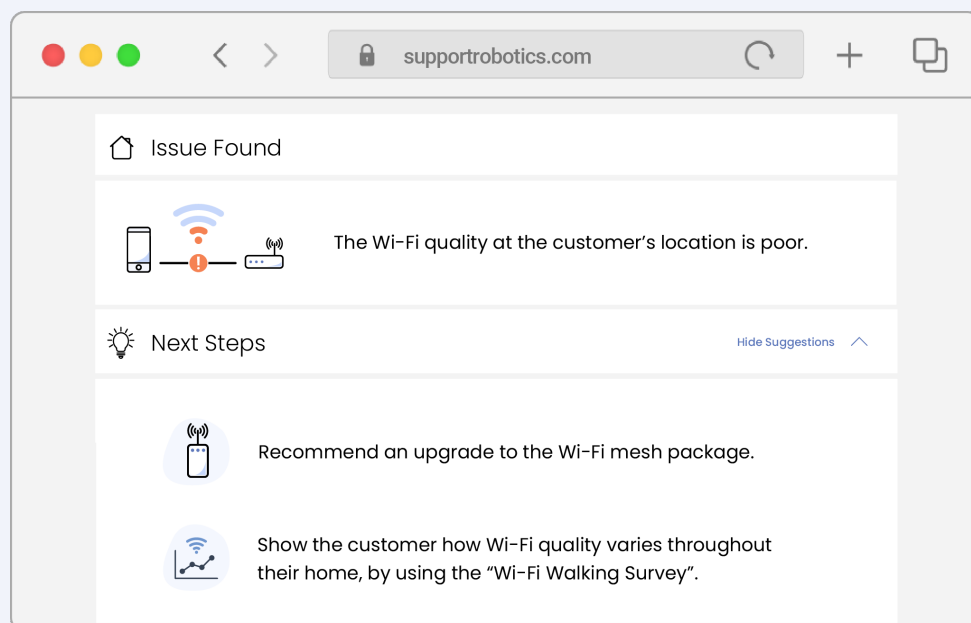 supportrobotics.com
Issue Found
The Wi-Fi quality at the customer’s location is poor.
Next Steps
Hide Suggestions
Recommend an upgrade to the Wi-Fi mesh package.
Show the customer how Wi-Fi quality varies throughout
their home, by using the “Wi-Fi Walking Survey”.